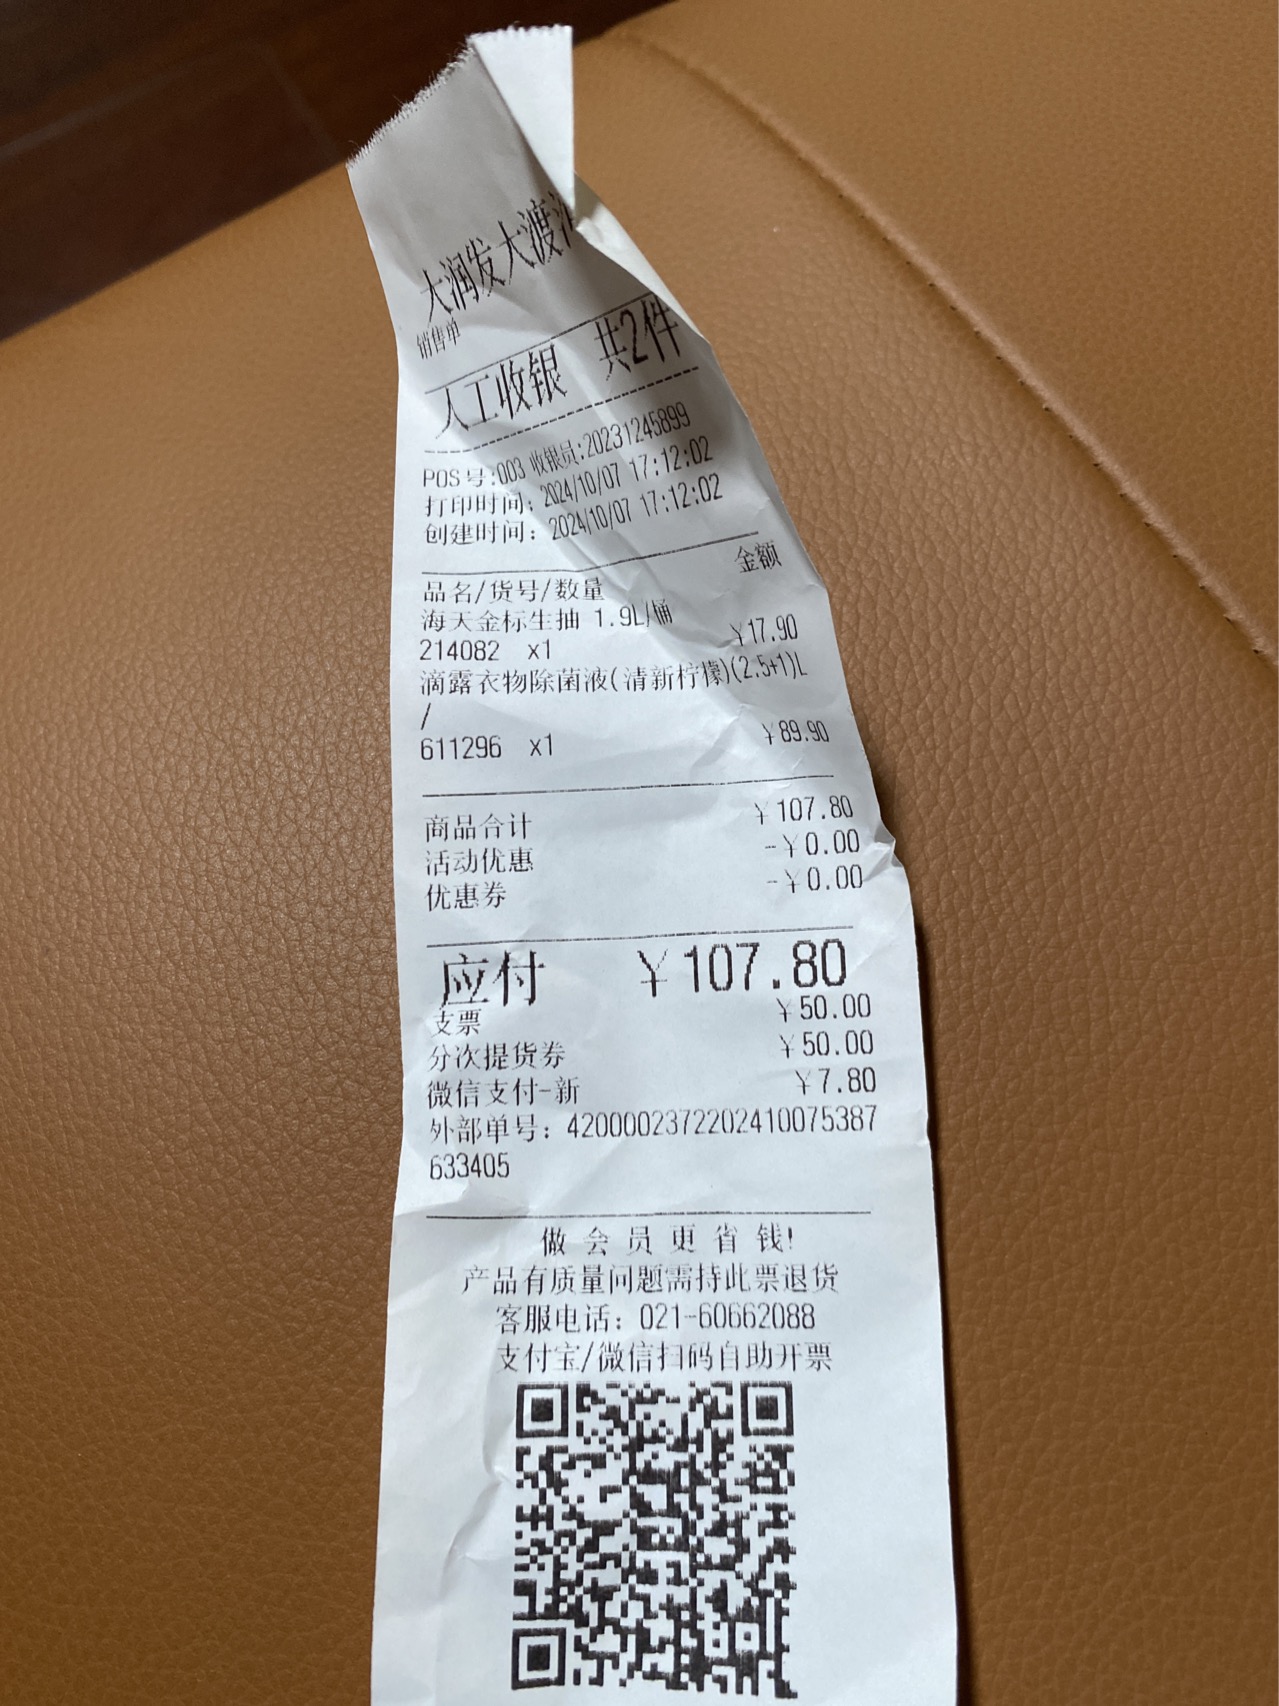 大润发大渡
销售单
人工收银 共2件
POS号:003 收银员:20231245899
打印时间：2024/10/07 17:12:02
创建时间：2024/10/07 17:12:02
金额
品名/货号/数量
海天金标生抽 1.9L/桶
214082 x1 ￥17.90
滴露衣物除菌液(清新柠檬)(2.5+1)L
/
611296 x1 ￥89.90
商品合计 ￥107.80
活动优惠 -￥0.00
优惠券 -￥0.00
应付 ￥107.80
支票 ￥50.00
分次提货券 ￥50.00
微信支付-新 ￥7.80
外部单号：4200002372202410075387
633405
做会员更省钱!
产品有质量问题需持此票退货
客服电话：021-60662088
支付宝/微信扫码自助开票